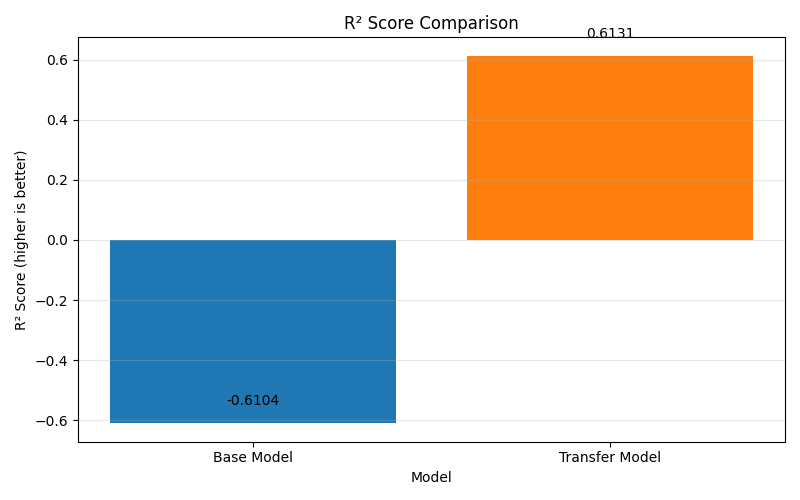 R² Score Comparison
0.6131
0.6
0.4
0.2
0.0
−0.2
−0.4
−0.6
R² Score (higher is better)
-0.6104
Base Model
Transfer Model
Model